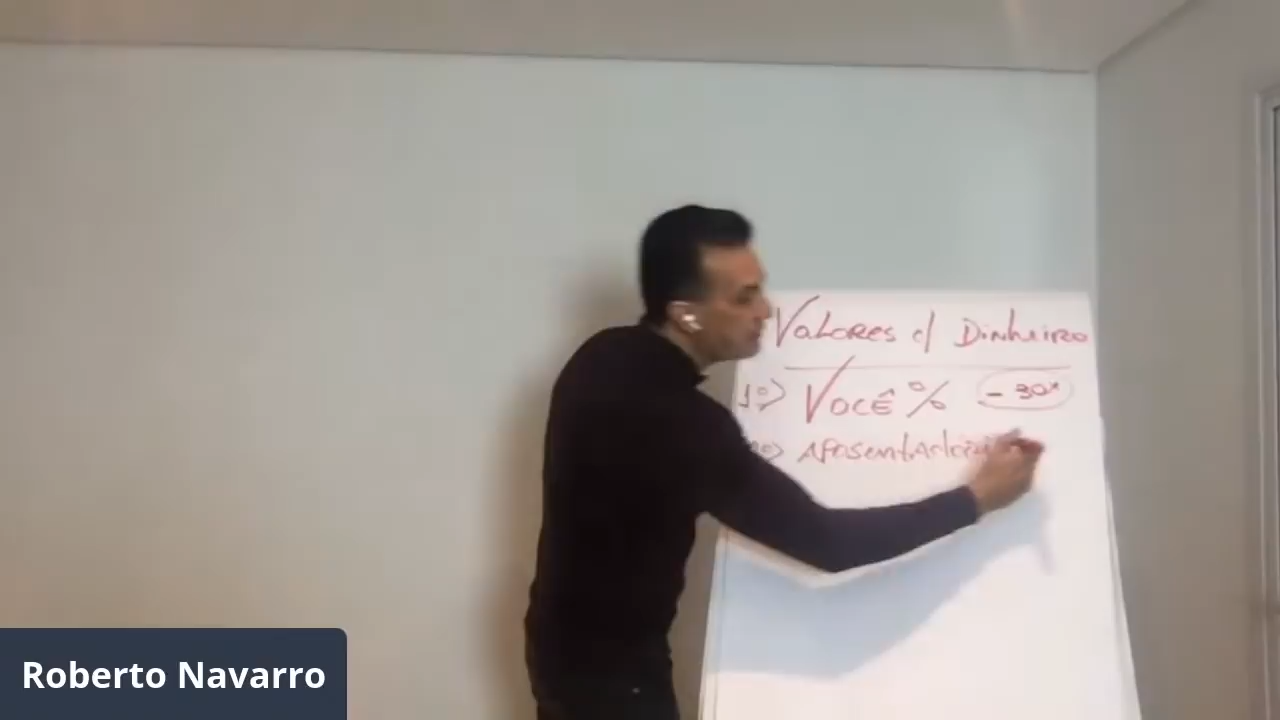 Valores c/ Dinheiro
1º) Você % - 30%
Aposentadoria
Roberto Navarro